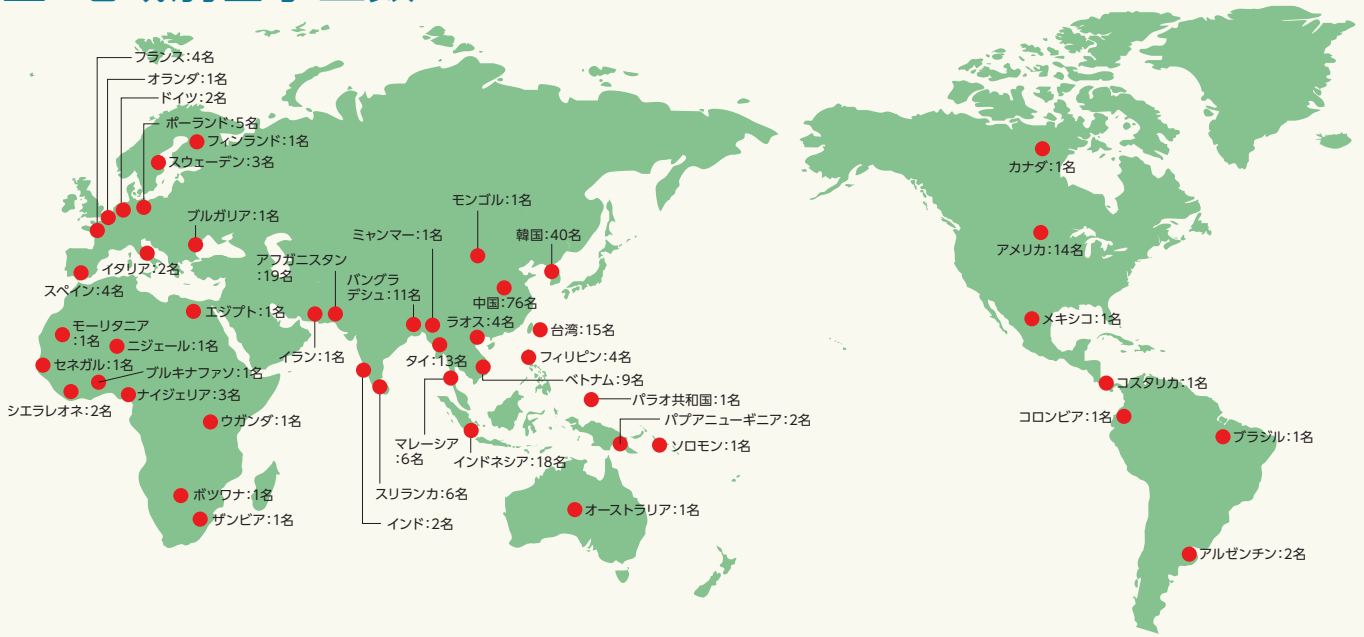 フランス：4名
オランダ：1名
ドイツ：2名
ポーランド：5名
フィンランド：1名
スウェーデン：3名
ブルガリア：1名
イタリア：2名
スペイン：4名
アフガニスタン
：19名
バングラ
デシュ：11名
ミャンマー：1名
モンゴル：1名
韓国：40名
中国：76名
ラオス：4名
台湾：15名
タイ：13名
フィリピン：4名
ベトナム：9名
イラン：1名
エジプト：1名
モーリタニア
：1名
ニジェール：1名
セネガル：1名
ブルキナファソ：1名
ナイジェリア：3名
シエラレオネ：2名
ウガンダ：1名
ボツワナ：1名
ザンビア：1名
パラオ共和国：1名
パプアニューギニア：2名
ソロモン：1名
マレーシア
：6名
インドネシア：18名
スリランカ：6名
インド：2名
オーストラリア：1名
カナダ：1名
アメリカ：14名
メキシコ：1名
コスタリカ：1名
コロンビア：1名
ブラジル：1名
アルゼンチン：2名